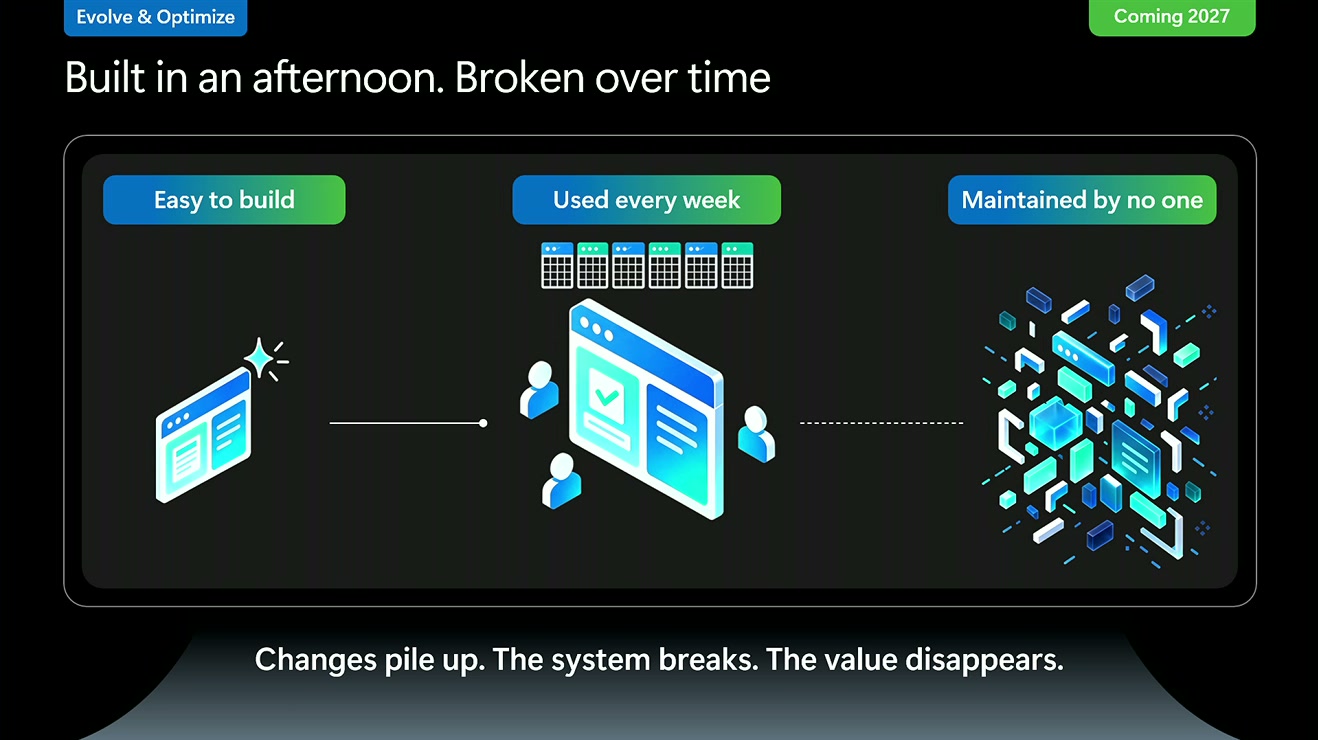 Evolve & Optimize
Coming 2027
Built in an afternoon. Broken over time
Easy to build
Used every week
Maintained by no one
Changes pile up. The system breaks. The value disappears.